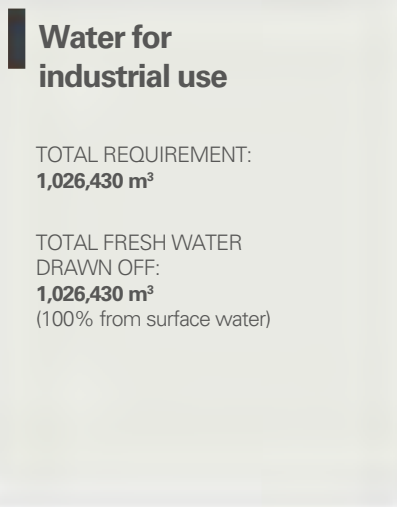 Water for
industrial use
TOTAL REQUIREMENT:
1,026,430 m³
TOTAL FRESH WATER
DRAWN OFF:
1,026,430 m³
(100% from surface water)